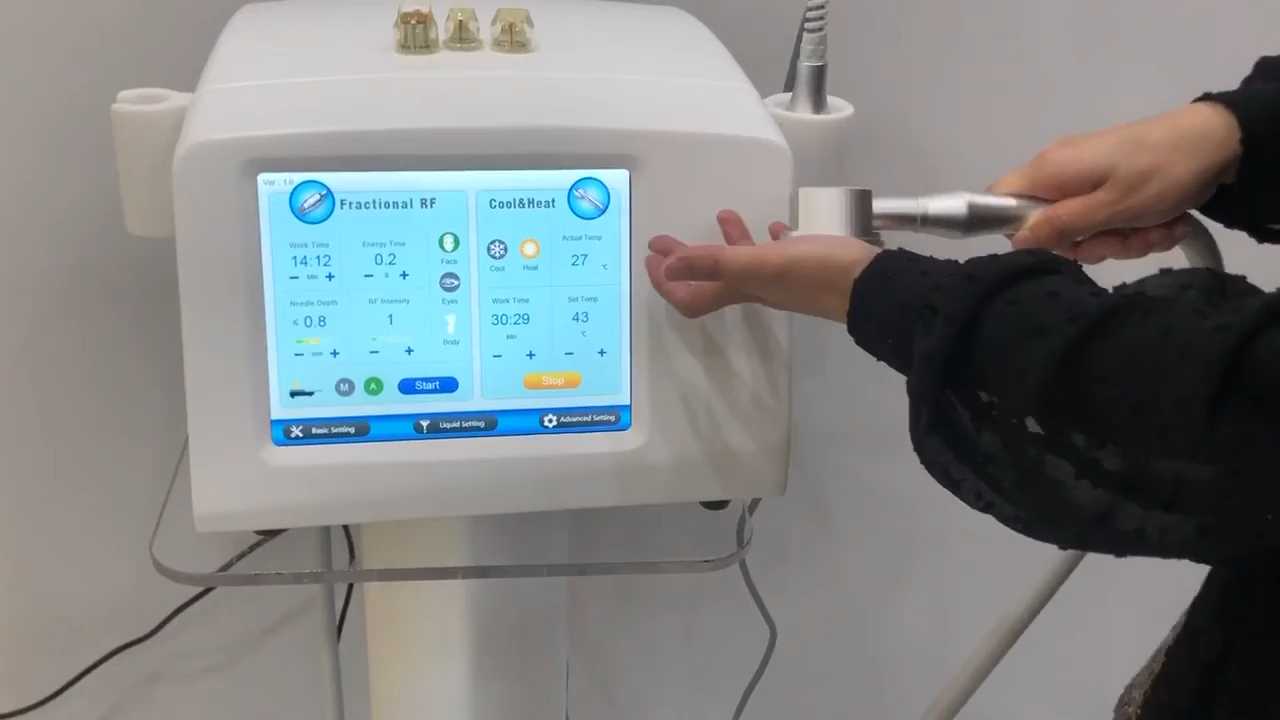 Ver : 1.6
Fractional RF
Work Time
14:12
− Min +
Energy Time
0.2
− S +
Face
Eyes
Body
Needle Depth
< 0.8
− mm +
RF Intensity
1
− +
M A Start
Cool&Heat
Cool Heat
Actual Temp
27 ℃
Work Time
30:29
Min
− +
Set Temp
43
℃
− +
Stop
Basic Setting
Liquid Setting
Advanced Setting